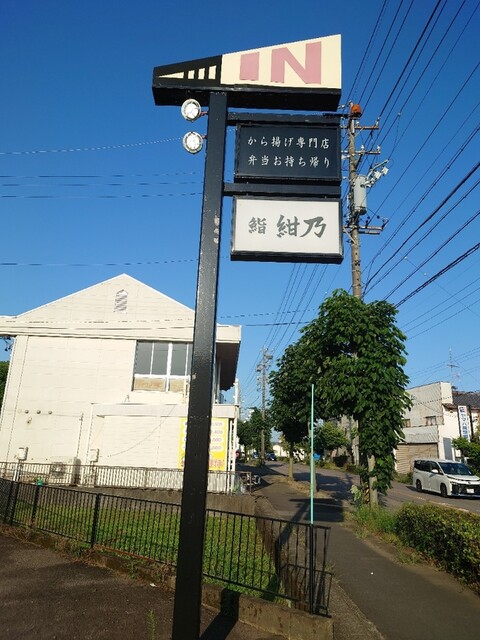 IN
から揚げ専門店
弁当お持ち帰り
鮨 紺乃